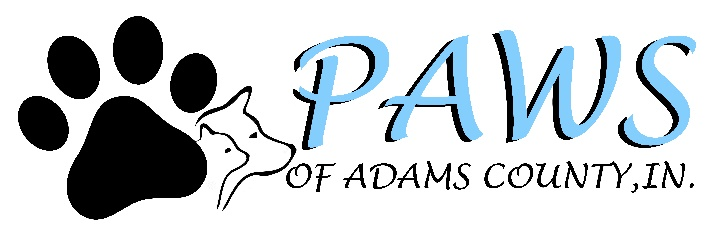 PAWS
OF ADAMS COUNTY,IN.